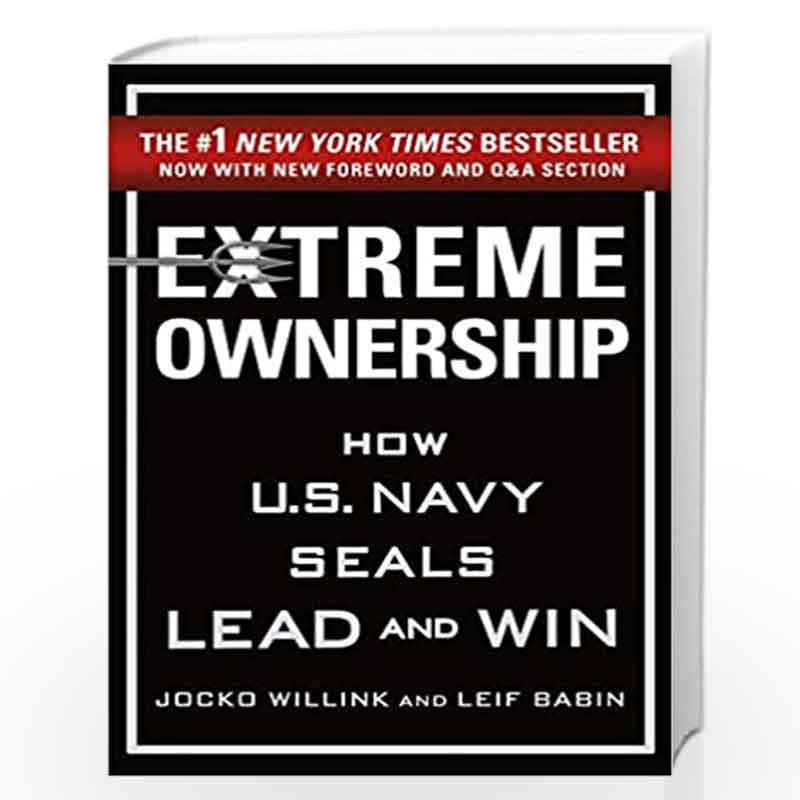 THE #1 NEW YORK TIMES BESTSELLER
NOW WITH NEW FOREWORD AND Q&A SECTION
EXTREME
OWNERSHIP
HOW
U.S. NAVY
SEALS
LEAD AND WIN
JOCKO WILLINK AND LEIF BABIN